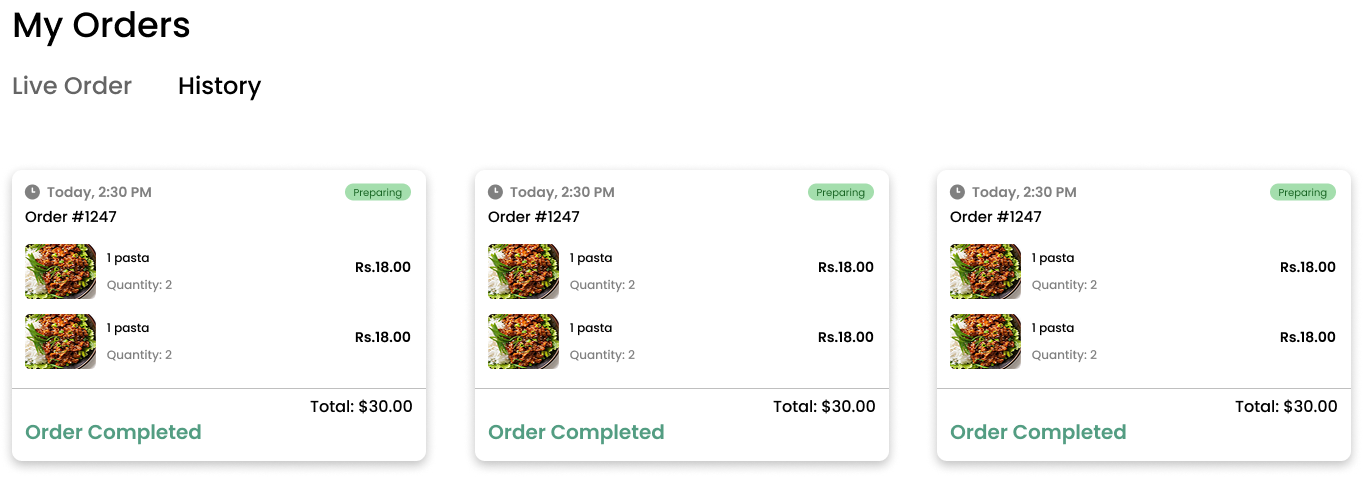 My Orders
Live Order History
Today, 2:30 PM Preparing
Order #1247
1 pasta
Rs.18.00
Quantity: 2
1 pasta
Rs.18.00
Quantity: 2
Total: $30.00
Order Completed
Today, 2:30 PM Preparing
Order #1247
1 pasta
Rs.18.00
Quantity: 2
1 pasta
Rs.18.00
Quantity: 2
Total: $30.00
Order Completed
Today, 2:30 PM Preparing
Order #1247
1 pasta
Rs.18.00
Quantity: 2
1 pasta
Rs.18.00
Quantity: 2
Total: $30.00
Order Completed